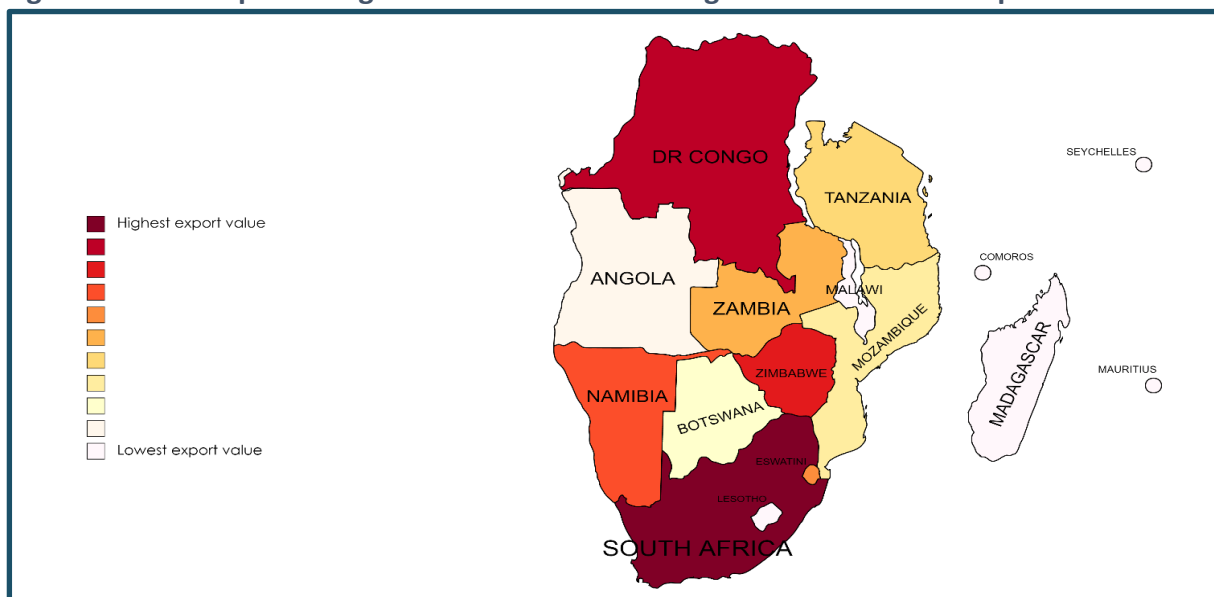 Highest export value
Lowest export value
DR CONGO
TANZANIA
SEYCHELLES
COMOROS
ANGOLA
MALAWI
ZAMBIA
MOZAMBIQUE
MADAGASCAR
MAURITIUS
ZIMBABWE
NAMIBIA
BOTSWANA
ESWATINI
LESOTHO
SOUTH AFRICA